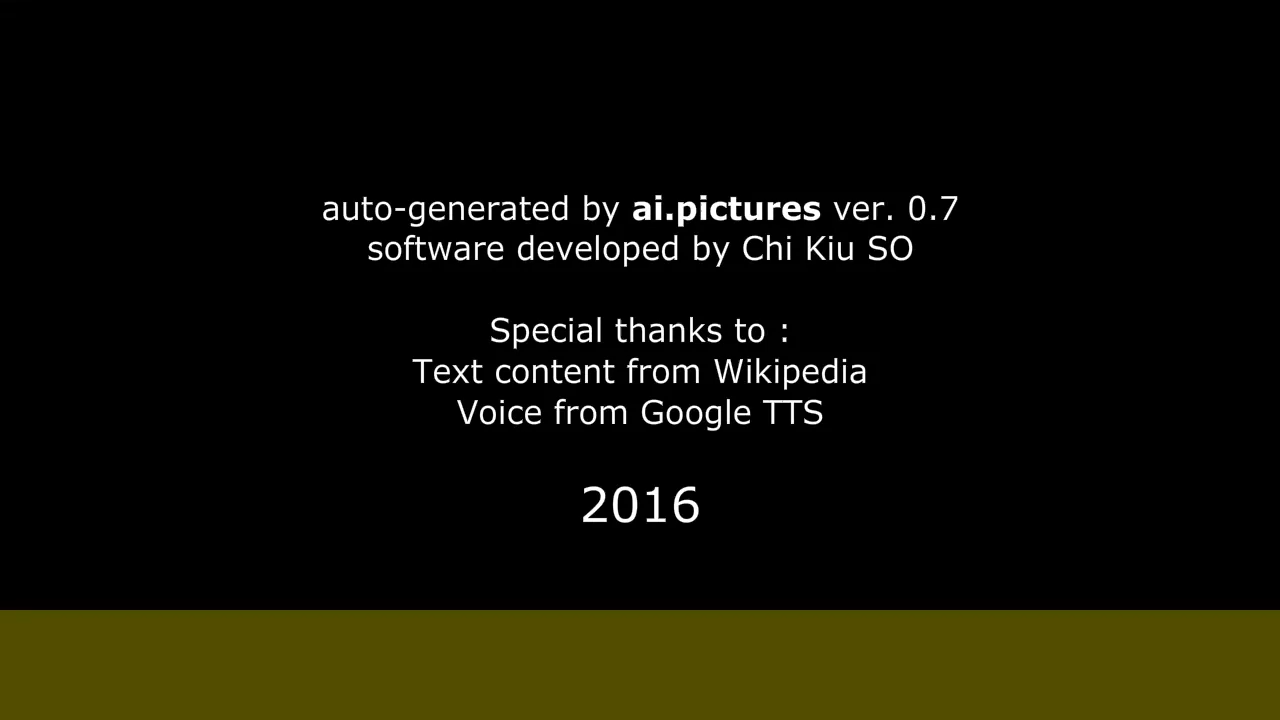 auto-generated by ai.pictures ver. 0.7
software developed by Chi Kiu SO
Special thanks to :
Text content from Wikipedia
Voice from Google TTS
2016